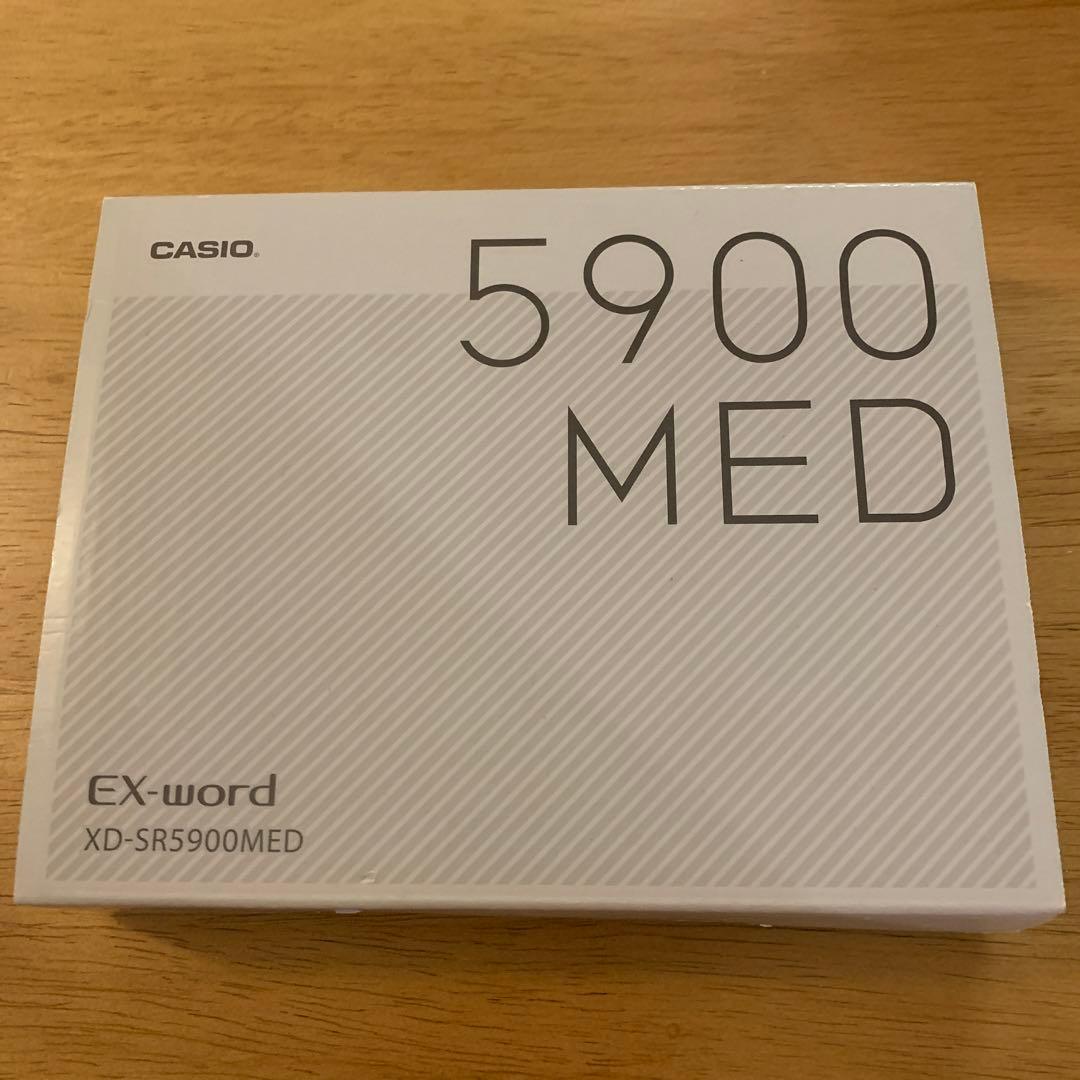 CASIO®
5900
MED
EX-word
XD-SR5900MED